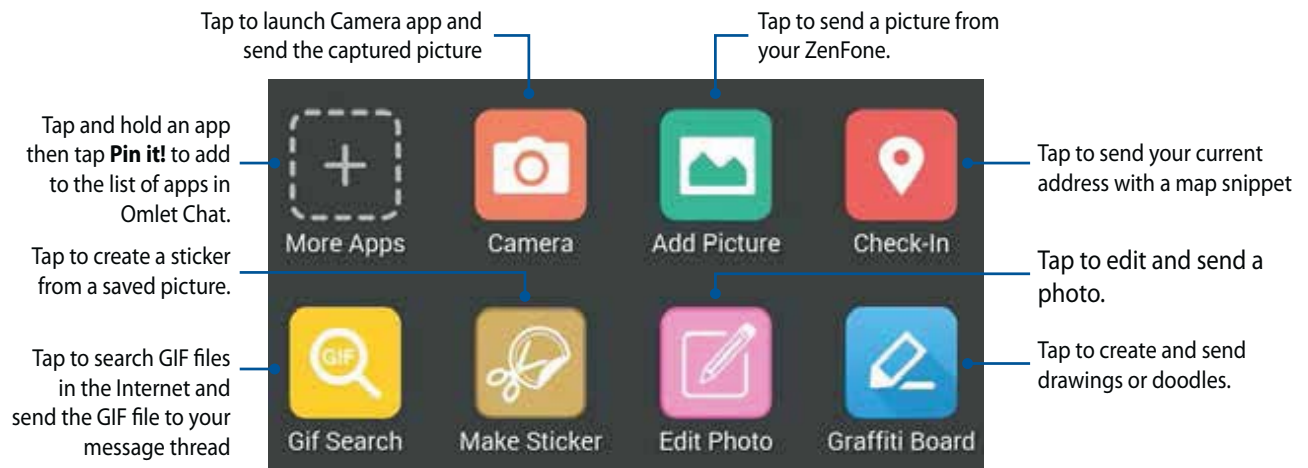 Tap to launch Camera app and
send the captured picture
Tap to send a picture from
your ZenFone.
Tap and hold an app
then tap Pin it! to add
to the list of apps in
Omlet Chat.
Tap to create a sticker
from a saved picture.
Tap to search GIF files
in the Internet and
send the GIF file to your
message thread
More Apps
Camera
Add Picture
Check-In
GIF
Gif Search
Make Sticker
Edit Photo
Graffiti Board
Tap to send your current
address with a map snippet
Tap to edit and send a
photo.
Tap to create and send
drawings or doodles.